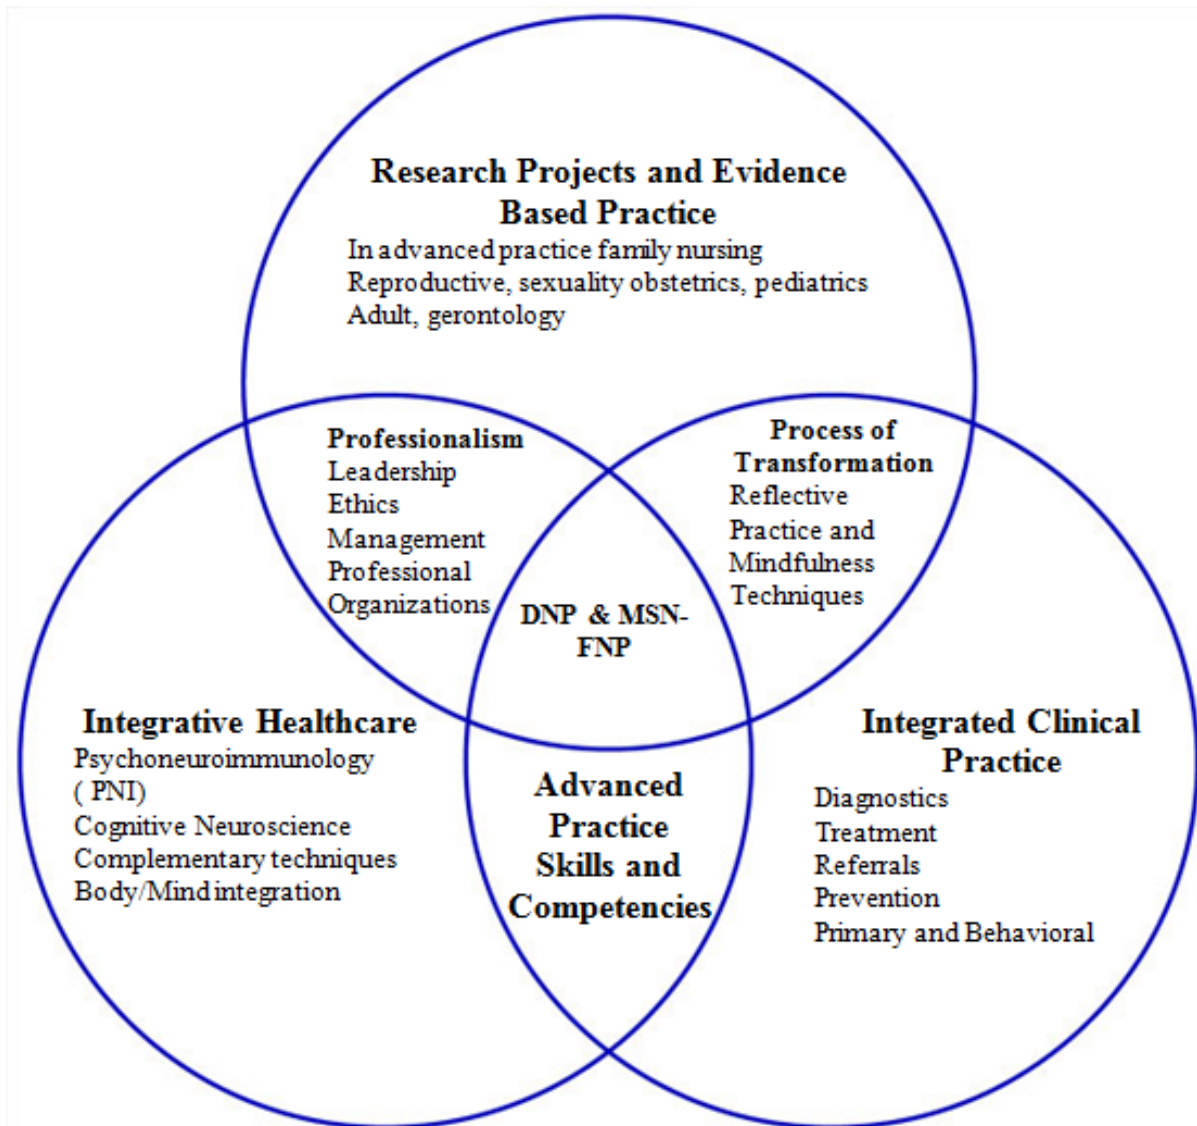 Research Projects and Evidence
Based Practice
In advanced practice family nursing
Reproductive, sexuality obstetrics, pediatrics
Adult, gerontology
Professionalism
Leadership
Ethics
Management
Professional
Organizations
Process of
Transformation
Reflective
Practice and
Mindfulness
Techniques
DNP & MSN-
FNP
Integrative Healthcare
Psychoneuroimmunology
( PNI)
Cognitive Neuroscience
Complementary techniques
Body/Mind integration
Advanced
Practice
Skills and
Competencies
Integrated Clinical
Practice
Diagnostics
Treatment
Referrals
Prevention
Primary and Behavioral